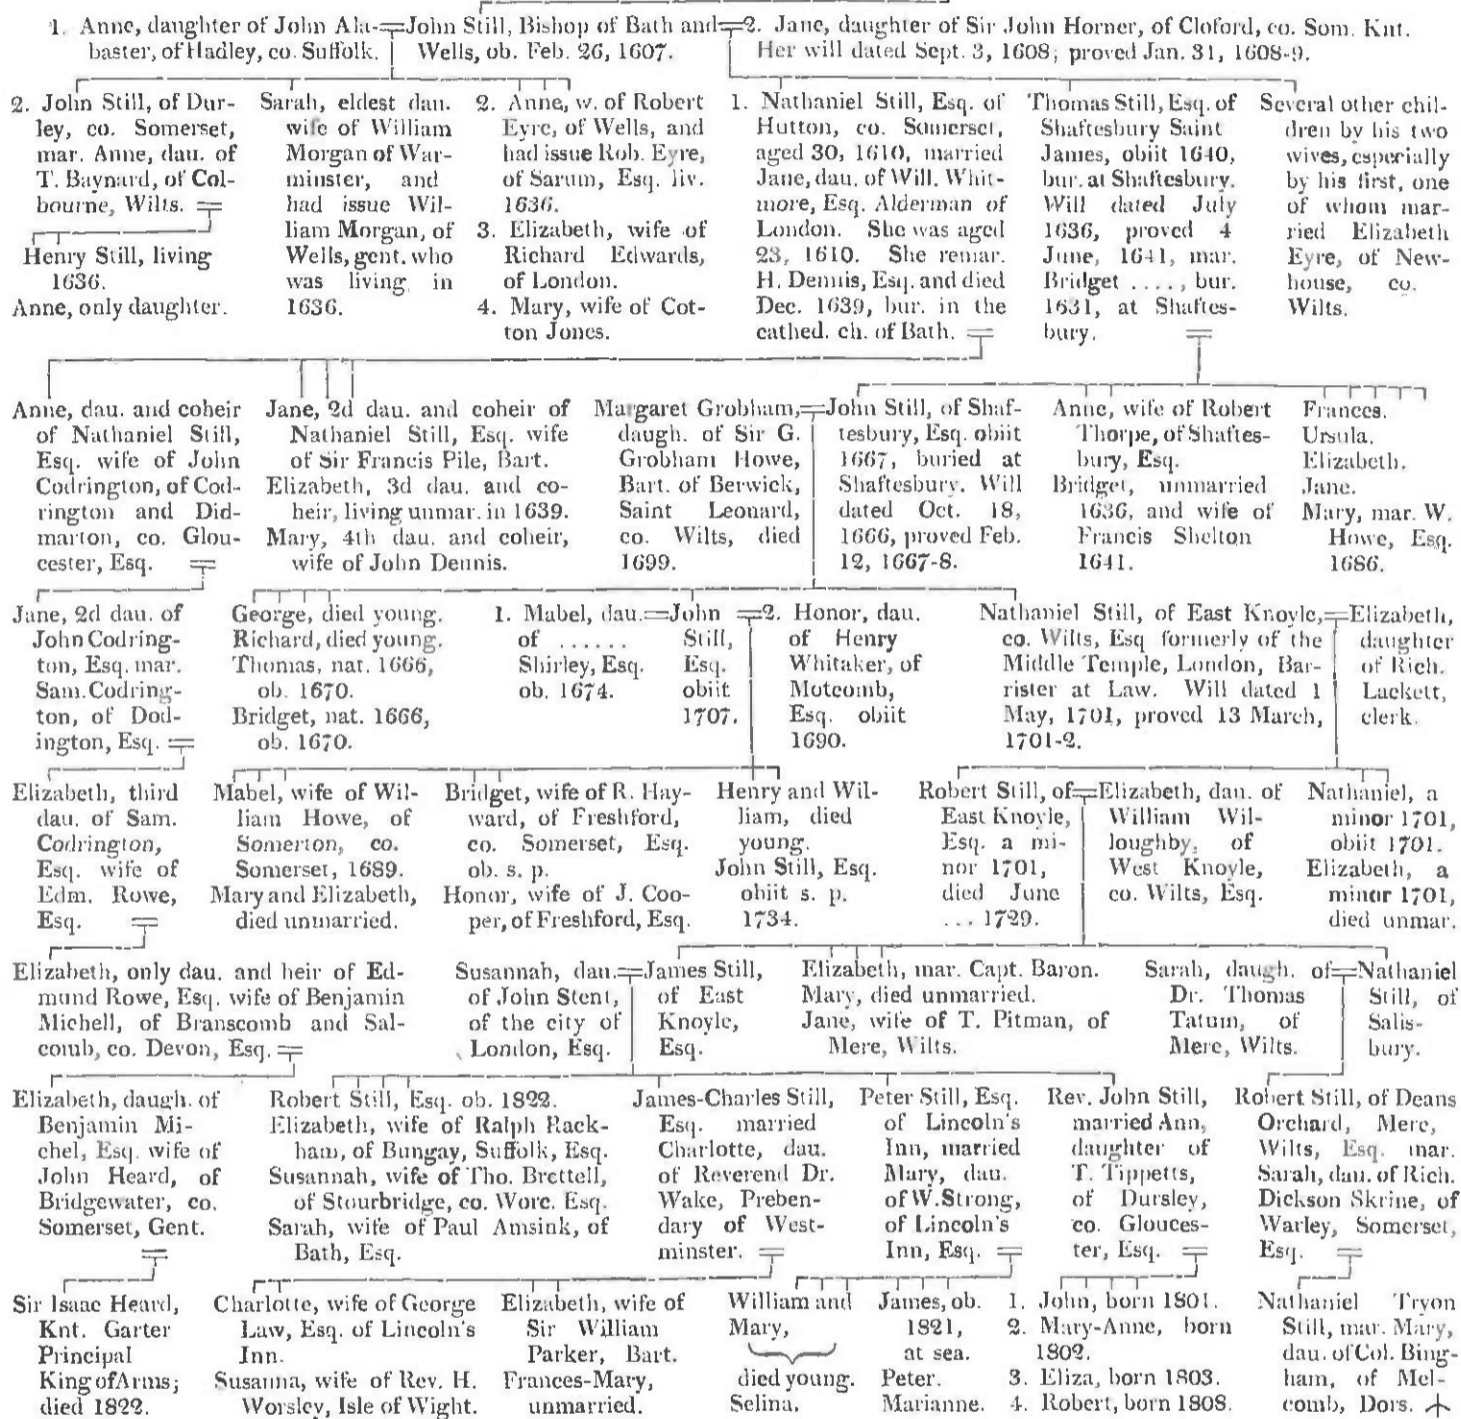 1. Anne, daughter of John Ala-
baster, of Hadley, co. Suffolk.
John Still, Bishop of Bath and
Wells, ob. Feb. 26, 1607.
2. Jane, daughter of Sir John Horner, of Cloford, co. Som. Knt.
Her will dated Sept. 3, 1608; proved Jan. 31, 1608-9.
2. John Still, of Dur-
ley, co. Somerset,
mar. Anne, dau. of
T. Baynard, of Col-
bourne, Wilts.
Henry Still, living
1636.
Anne, only daughter.
Sarah, eldest dau.
wife of William
Morgan of War-
minster, and
had issue Wil-
liam Morgan, of
Wells, gent. who
was living in
1636.
2. Anne, w. of Robert
Eyre, of Wells, and
had issue Rob. Eyre,
of Sarum, Esq. liv.
1636.
3. Elizabeth, wife of
Richard Edwards,
of London.
4. Mary, wife of Cot-
ton Jones.
1. Nathaniel Still, Esq. of
Hutton, co. Somerset,
aged 30, 1610, married
Jane, dau. of Will. Whit-
more, Esq. Alderman of
London. She was aged
23, 1610. She remar.
H. Dennis, Esq. and died
Dec. 1639, bur. in the
cathed. ch. of Bath.
Thomas Still, Esq. of
Shaftesbury Saint
James, obiit 1640,
bur. at Shaftesbury.
Will dated July
1636, proved 4
June, 1641, mar.
Bridget ...., bur.
1631, at Shaftes-
bury.
Several other chil-
dren by his two
wives, especially
by his first, one
of whom mar-
ried Elizabeth
Eyre, of New-
house, co.
Wilts.
Anne, dau. and coheir
of Nathaniel Still,
Esq. wife of John
Codrington, of Cod-
rington and Did-
marton, co. Glou-
cester, Esq.
Jane, 2d dau. and coheir of
Nathaniel Still, Esq. wife
of Sir Francis Pile, Bart.
Elizabeth, 3d dau. and co-
heir, living unmar. in 1639.
Mary, 4th dau. and coheir,
wife of John Dennis.
Margaret Grobham,
daugh. of Sir G.
Grobham Howe,
Bart. of Berwick,
Saint Leonard,
co. Wilts, died
1699.
John Still, of Shaf-
tesbury, Esq. obiit
1667, buried at
Shaftesbury. Will
dated Oct. 18,
1666, proved Feb.
12, 1667-8.
Anne, wife of Robert
Thorpe, of Shaftes-
bury, Esq.
Bridget, unmarried
1636, and wife of
Francis Shelton
1641.
Frances.
Ursula.
Elizabeth.
Jane.
Mary, mar. W.
Howe, Esq.
1686.
Jane, 2d dau. of
John Codring-
ton, Esq. mar.
Sam. Codring-
ton, of Dod-
ington, Esq.
George, died young.
Richard, died young.
Thomas, nat. 1666,
ob. 1670.
Bridget, nat. 1666,
ob. 1670.
1. Mabel, dau.
of ......
Shirley, Esq.
ob. 1674.
John
Still,
Esq.
obiit
1707.
2. Honor, dau.
of Henry
Whitaker, of
Motcomb,
Esq. obiit
1690.
Nathaniel Still, of East Knoyle,
co. Wilts, Esq formerly of the
Middle Temple, London, Bar-
rister at Law. Will dated 1
May, 1701, proved 13 March,
1701-2.
Elizabeth,
daughter
of Rich.
Lackett,
clerk.
Elizabeth, third
dau. of Sam.
Codrington,
Esq. wife of
Edm. Rowe,
Esq.
Mabel, wife of Wil-
liam Howe, of
Somerton, co.
Somerset, 1689.
Mary and Elizabeth,
died unmarried.
Bridget, wife of R. Hay-
ward, of Freshford,
co. Somerset, Esq.
ob. s. p.
Honor, wife of J. Coo-
per, of Freshford, Esq.
Henry and Wil-
liam, died
young.
John Still, Esq.
obiit s. p.
1734.
Robert Still, of
East Knoyle,
Esq. a mi-
nor 1701,
died June
... 1729.
Elizabeth, dau. of
William Wil-
loughby, of
West Knoyle,
co. Wilts, Esq.
Nathaniel, a
minor 1701,
obiit 1701.
Elizabeth, a
minor 1701,
died unmar.
Elizabeth, only dau. and heir of Ed-
mund Rowe, Esq. wife of Benjamin
Michell, of Branscomb and Sal-
comb, co. Devon, Esq.
Susannah, dau.
of John Stent,
of the city of
London, Esq.
James Still,
of East
Knoyle,
Esq.
Elizabeth, mar. Capt. Baron.
Mary, died unmarried.
Jane, wife of T. Pitman, of
Mere, Wilts.
Sarah, daugh. of
Dr. Thomas
Tatum, of
Mere, Wilts.
Nathaniel
Still, of
Salis-
bury.
Elizabeth, daugh. of
Benjamin Mi-
chel, Esq. wife of
John Heard, of
Bridgewater, co.
Somerset, Gent.
Robert Still, Esq. ob. 1822.
Elizabeth, wife of Ralph Rack-
ham, of Bungay, Suffolk, Esq.
Susannah, wife of Tho. Brettell,
of Stourbridge, co. Worc. Esq.
Sarah, wife of Paul Amsink, of
Bath, Esq.
James-Charles Still,
Esq. married
Charlotte, dau.
of Reverend Dr.
Wake, Preben-
dary of West-
minster.
Peter Still, Esq.
of Lincoln's
Inn, married
Mary, dau.
of W. Strong,
of Lincoln's
Inn, Esq.
Rev. John Still,
married Ann,
daughter of
T. Tippetts,
of Dursley,
co. Glouces-
ter, Esq.
Robert Still, of Deans
Orchard, Mere,
Wilts, Esq. mar.
Sarah, dau. of Rich.
Dickson Skrine, of
Warley, Somerset,
Esq.
Sir Isaac Heard,
Knt. Garter
Principal
King of Arms;
died 1822.
Charlotte, wife of George
Law, Esq. of Lincoln's
Inn.
Susanna, wife of Rev. H.
Worsley, Isle of Wight.
Elizabeth, wife of
Sir William
Parker, Bart.
Frances-Mary,
unmarried.
William and
Mary,
died young.
Selina.
James, ob.
1821,
at sea.
Peter.
Marianne.
1. John, born 1801.
2. Mary-Anne, born
1802.
3. Eliza, born 1803.
4. Robert, born 1808.
Nathaniel Tryon
Still, mar. Mary,
dau. of Col. Bing-
ham, of Mel-
comb, Dors.